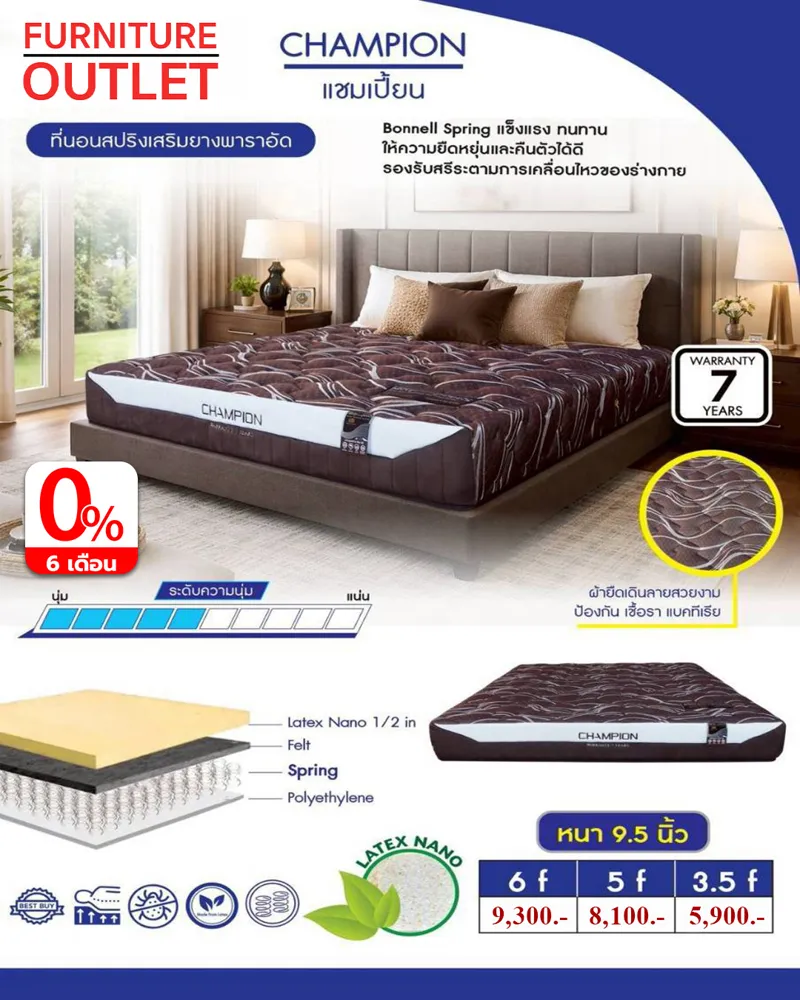 FURNITURE
OUTLET
CHAMPION
แชมเปี้ยน
ที่นอนสปริงเสริมยางพาราอัด
Bonnell Spring แข็งแรง ทนทาน
ให้ความยืดหยุ่นและคืนตัวได้ดี
รองรับสรีระตามการเคลื่อนไหวของร่างกาย
WARRANTY
7
YEARS
CHAMPION
0%
6 เดือน
นุ่ม
ระดับความนุ่ม
แน่น
ผ้ายืดเดินลายสวยงาม
ป้องกัน เชื้อรา แบคทีเรีย
Latex Nano 1/2 in
Felt
Spring
Polyethylene
CHAMPION
LATEX NANO
หนา 9.5 นิ้ว
6 f 5 f 3.5 f
9,300.- 8,100.- 5,900.-
BEST BUY
Made from Latex